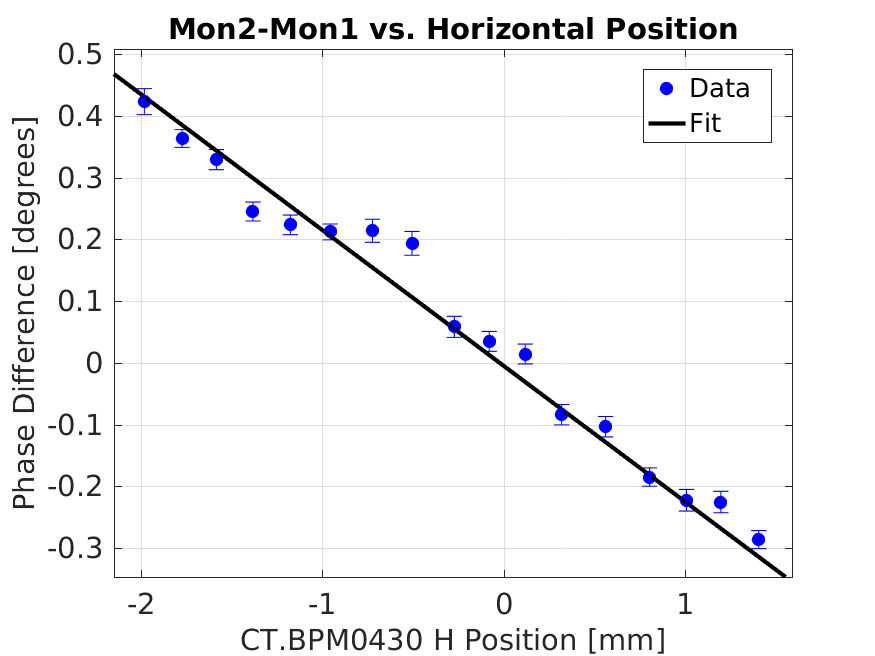 Mon2-Mon1 vs. Horizontal Position
Phase Difference [degrees]
0.5
0.4
0.3
0.2
0.1
0
-0.1
-0.2
-0.3
Data
Fit
-2 -1 0 1
CT.BPM0430 H Position [mm]